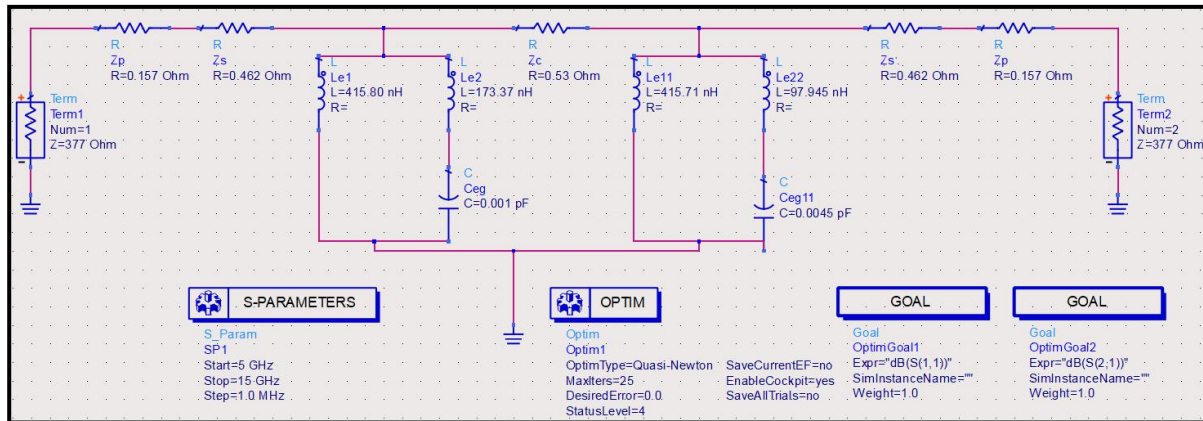 R
Zp
R=0.157 Ohm
R
Zs
R=0.462 Ohm
R
Zc
R=0.53 Ohm
R
Zs
R=0.462 Ohm
R
Zp
R=0.157 Ohm
L
Le1
L=415.80 nH
R=
L
Le2
L=173.37 nH
R=
L
Le11
L=415.71 nH
R=
L
Le22
L=97.945 nH
R=
+
Term
Term1
Num=1
Z=377 Ohm
-
+
Term
Term2
Num=2
Z=377 Ohm
-
C
Ceg
C=0.001 pF
C
Ceg11
C=0.0045 pF
S-PARAMETERS
S_Param
SP1
Start=5 GHz
Stop=15 GHz
Step=1.0 MHz
OPTIM
Optim
Optim1
OptimType=Quasi-Newton
MaxIters=25
DesiredError=0.0
StatusLevel=4
SaveCurrentEF=no
EnableCockpit=yes
SaveAllTrials=no
GOAL
Goal
OptimGoal1
Expr="dB(S(1,1))"
SimInstanceName=""
Weight=1.0
GOAL
Goal
OptimGoal2
Expr="dB(S(2,1))"
SimInstanceName=""
Weight=1.0